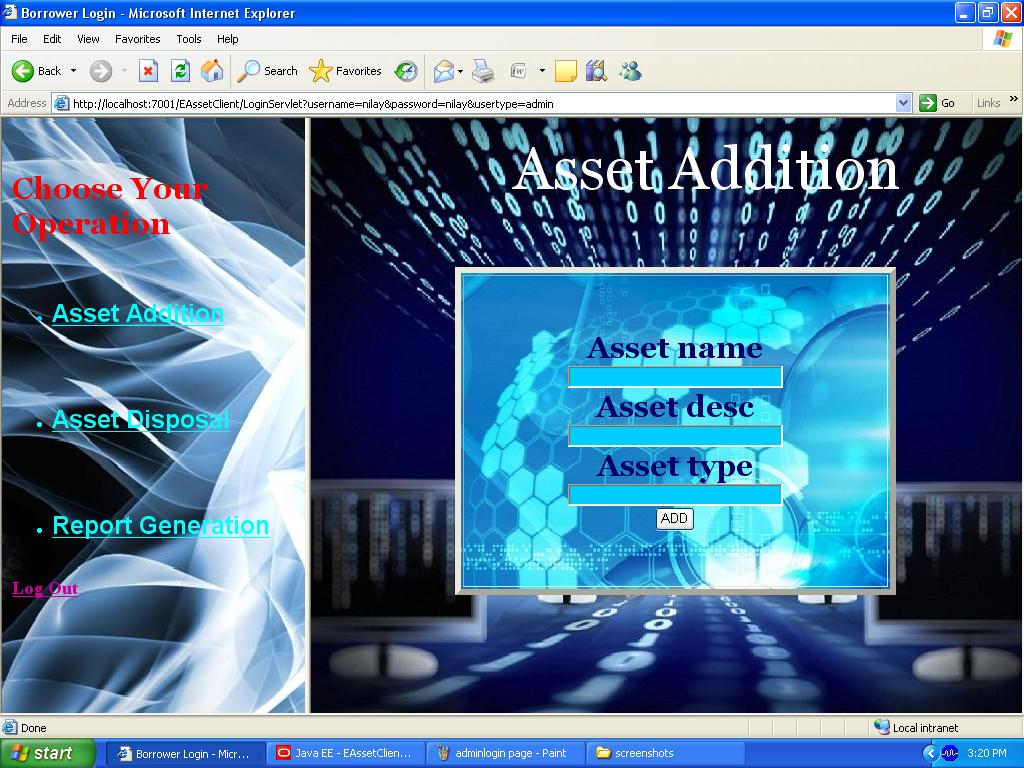 Borrower Login - Microsoft Internet Explorer
File Edit View Favorites Tools Help
Back Search Favorites
Address http://localhost:7001/EAssetClient/LoginServlet?username=nilay&password=nilay&usertype=admin Go Links »
Choose Your
Operation
Asset Addition
Asset Disposal
Report Generation
Log Out
Asset Addition
Asset name
Asset desc
Asset type
ADD
Done Local intranet
start Borrower Login - Micr... Java EE - EAssetClien... adminlogin page - Paint screenshots 3:20 PM